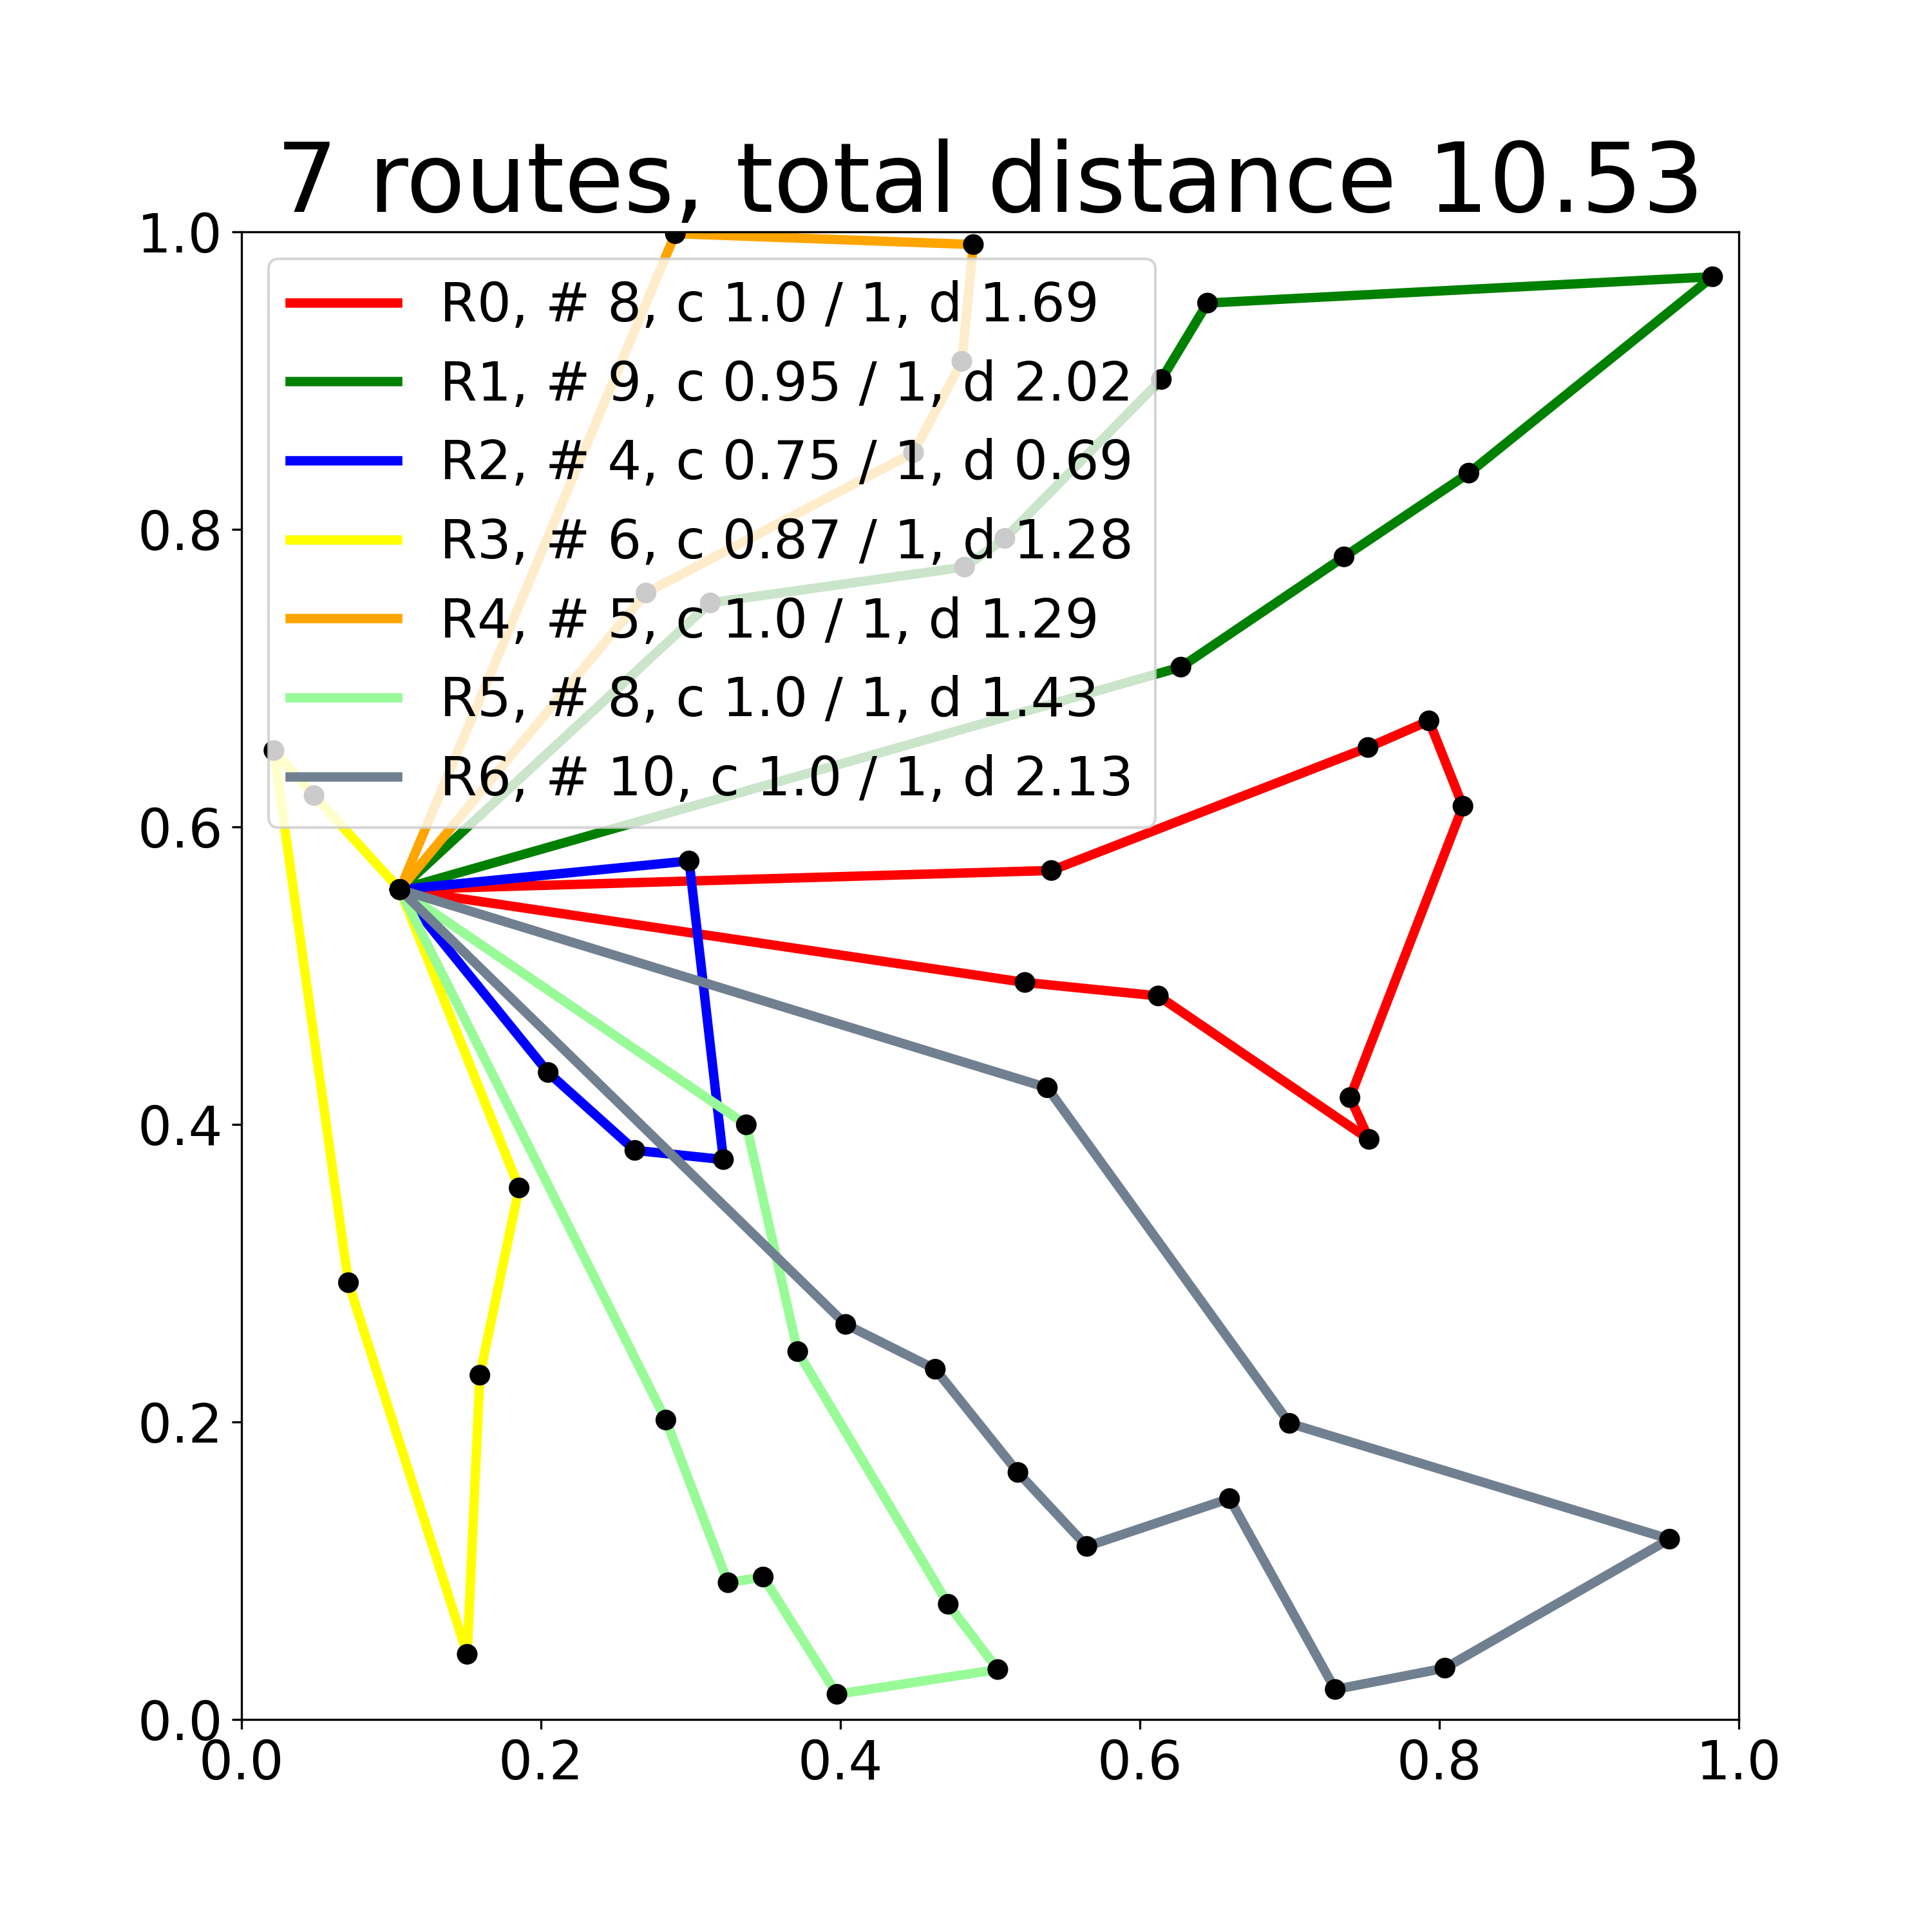 7 routes, total distance 10.53
1.0
R0, # 8, c 1.0 / 1, d 1.69
R1, # 9, c 0.95 / 1, d 2.02
R2, # 4, c 0.75 / 1, d 0.69
0.8
R3, # 6, c 0.87 / 1, d 1.28
R4, # 5, c 1.0 / 1, d 1.29
R5, # 8, c 1.0 / 1, d 1.43
R6, # 10, c 1.0 / 1, d 2.13
0.6
0.4
0.2
0.0
0.0 0.2 0.4 0.6 0.8 1.0